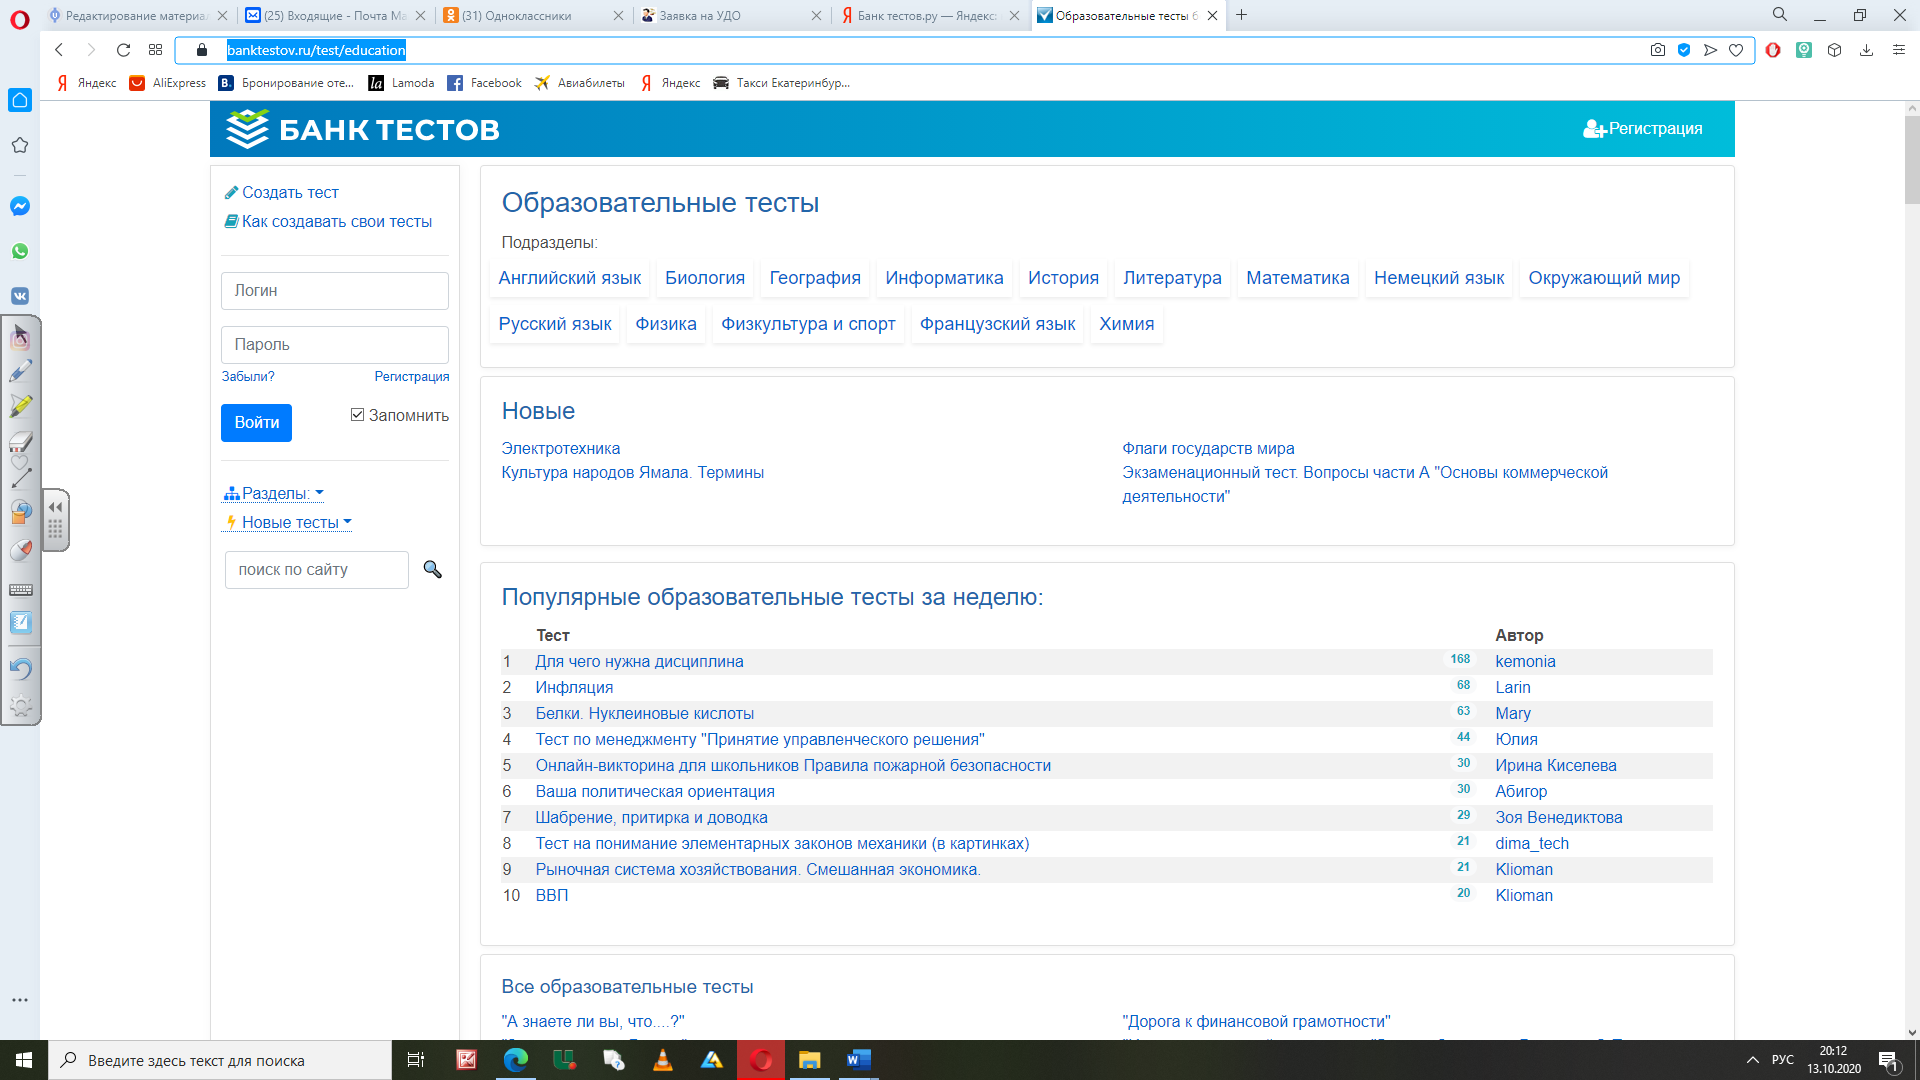 Редактирование материал
(25) Входящие - Почта Ма
(31) Одноклассники
Заявка на УДО
Банк тестов.ру — Яндекс
Образовательные тесты б
banktestov.ru/test/education
Яндекс
AliExpress
Бронирование оте...
Lamoda
Facebook
Авиабилеты
Яндекс
Такси Екатеринбур...
БАНК ТЕСТОВ
Регистрация
Создать тест
Как создавать свои тесты
Логин
Пароль
Забыли? Регистрация
Войти
Запомнить
Разделы:
Новые тесты
поиск по сайту
Образовательные тесты
Подразделы:
Английский язык Биология География Информатика История Литература Математика Немецкий язык Окружающий мир
Русский язык Физика Физкультура и спорт Французский язык Химия
Новые
Электротехника
Культура народов Ямала. Термины
Флаги государств мира
Экзаменационный тест. Вопросы части А "Основы коммерческой
деятельности"
Популярные образовательные тесты за неделю:
Тест Автор
1 Для чего нужна дисциплина 168 kemonia
2 Инфляция 68 Larin
3 Белки. Нуклеиновые кислоты 63 Mary
4 Тест по менеджменту "Принятие управленческого решения" 44 Юлия
5 Онлайн-викторина для школьников Правила пожарной безопасности 30 Ирина Киселева
6 Ваша политическая ориентация 30 Абигор
7 Шабрение, притирка и доводка 29 Зоя Венедиктова
8 Тест на понимание элементарных законов механики (в картинках) 21 dima_tech
9 Рыночная система хозяйствования. Смешанная экономика. 21 Klioman
10 ВВП 20 Klioman
Все образовательные тесты
"А знаете ли вы, что....?"
"Дорога к финансовой грамотности"
Введите здесь текст для поиска
РУС
20:12
13.10.2020
1